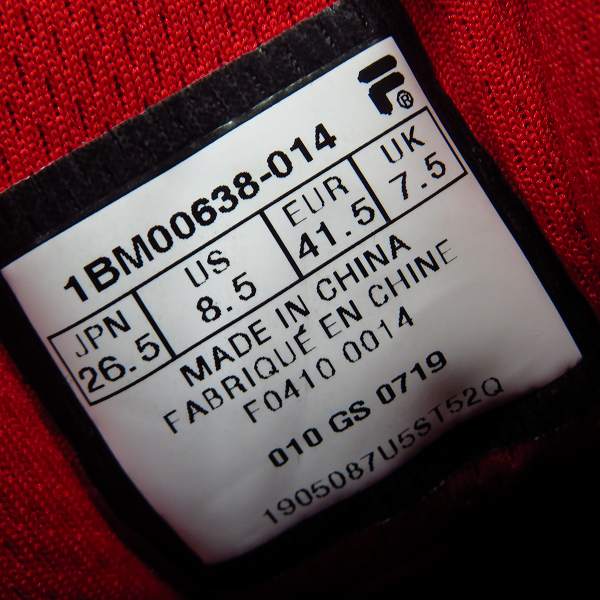 F®
1BM00638-014
JPN US EUR UK
26.5 8.5 41.5 7.5
MADE IN CHINA
FABRIQUÉ EN CHINE
F0410 0014
010 GS 0719
1905087U5ST52Q